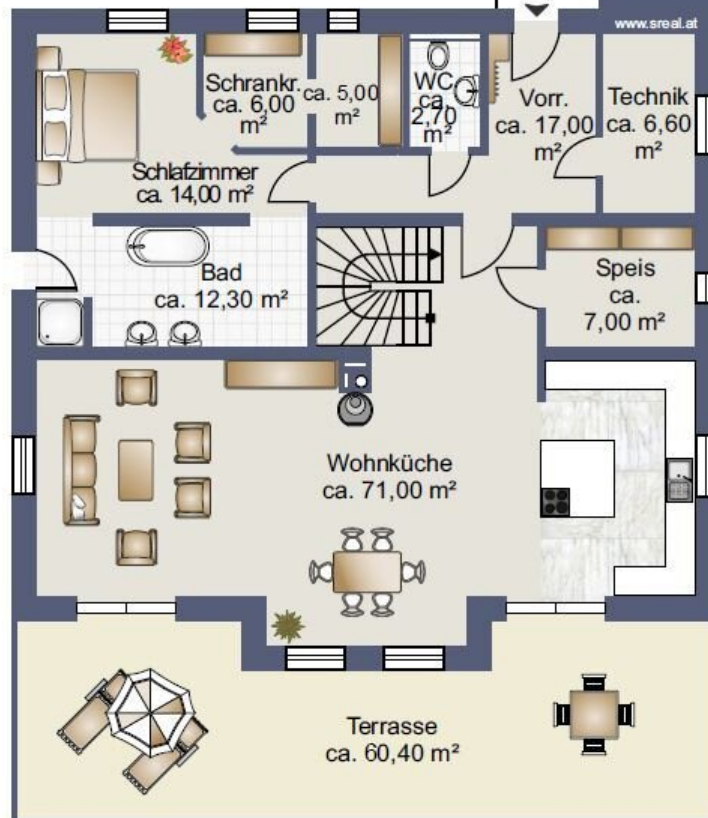 www.sreal.at
Schrankr.
ca. 6,00
m²
ca. 5,00
m²
WC
ca.
2,70
m²
Vorr.
ca. 17,00
m²
Technik
ca. 6,60
m²
Schlafzimmer
ca. 14,00 m²
Bad
ca. 12,30 m²
Speis
ca.
7,00 m²
Wohnküche
ca. 71,00 m²
Terrasse
ca. 60,40 m²